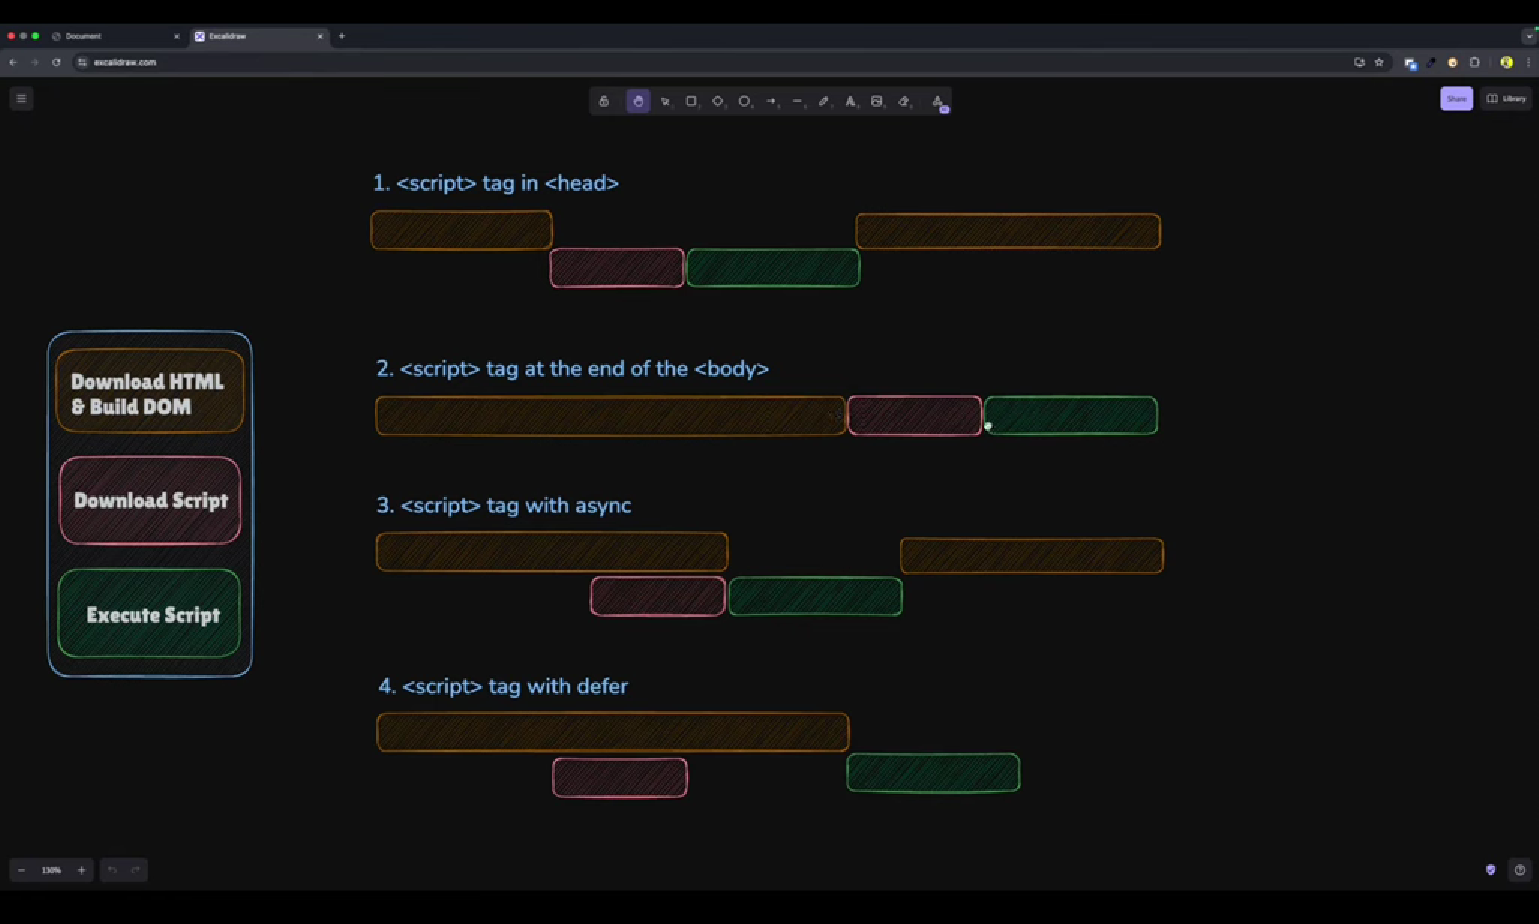 Document
Excalidraw
excalidraw.com
Share
Library
1. <script> tag in <head>
2. <script> tag at the end of the <body>
Download HTML
& Build DOM
Download Script
3. <script> tag with async
Execute Script
4. <script> tag with defer
130%